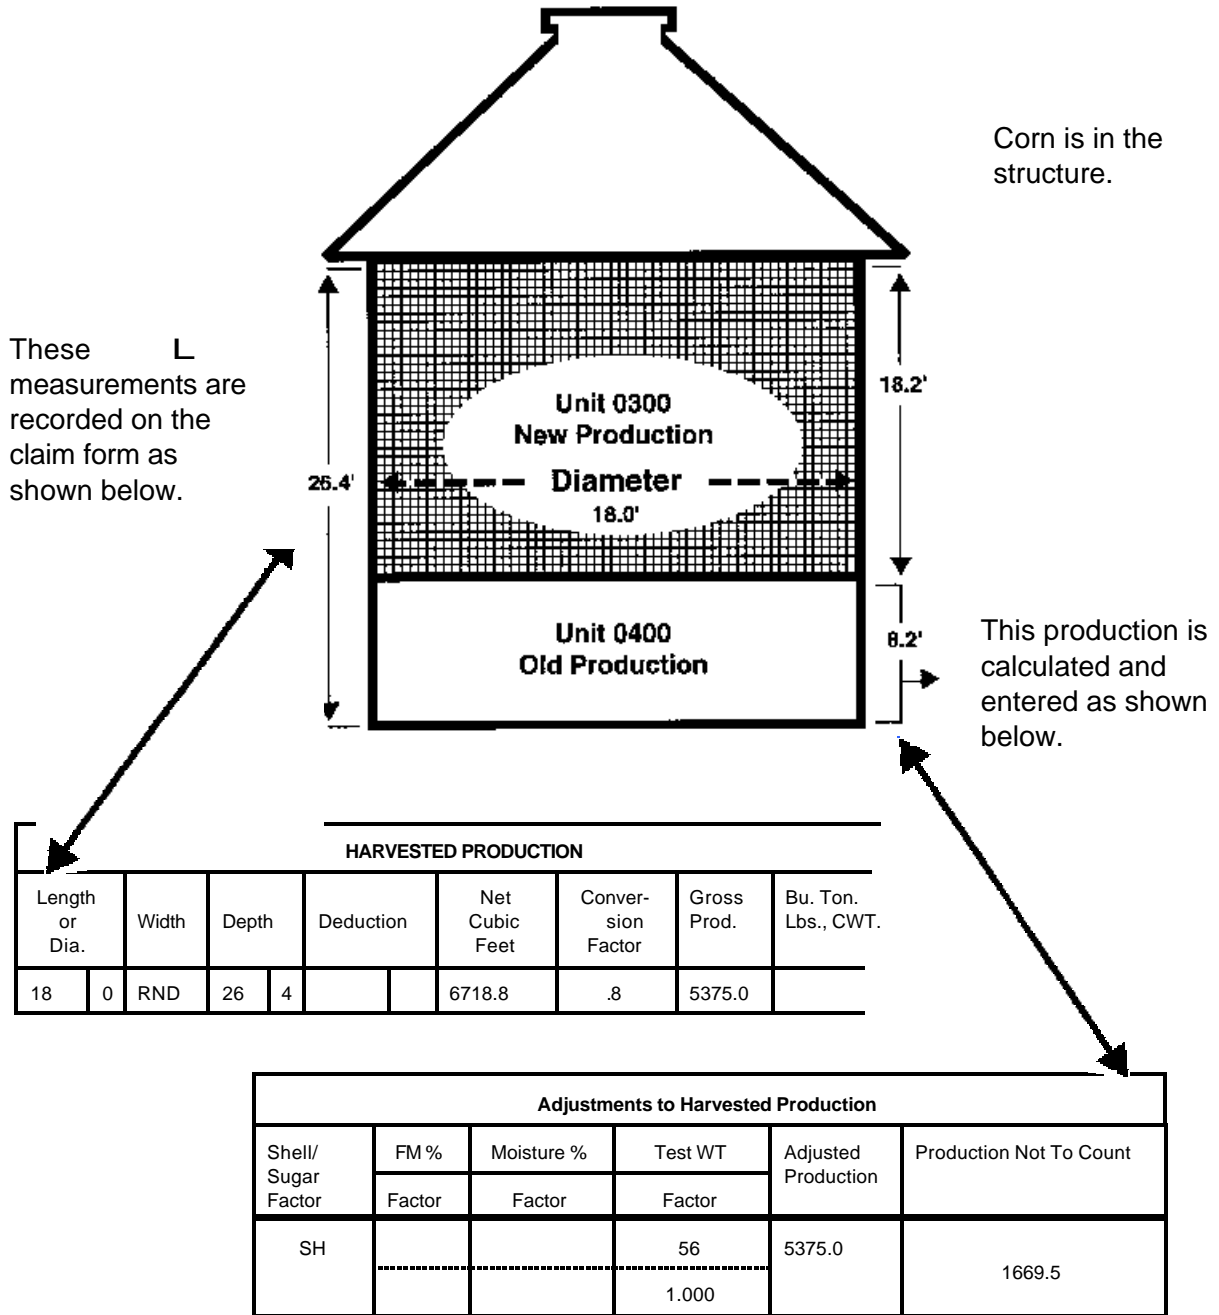 Corn is in the
structure.
These L
measurements are
recorded on the
claim form as
shown below.
26.4'
18.2'
Unit 0300
New Production
Diameter
18.0'
Unit 0400
Old Production
8.2'
This production is
calculated and
entered as shown
below.
HARVESTED PRODUCTION
Length or Dia. Width Depth Deduction Net Cubic Feet Conver- sion Factor Gross Prod. Bu. Ton. Lbs., CWT.
18 0 RND 26 4 6718.8 .8 5375.0
Adjustments to Harvested Production
Shell/ Sugar Factor FM % Moisture % Test WT Adjusted Production Production Not To Count
Factor Factor Factor
SH 56 5375.0
1669.5
1.000